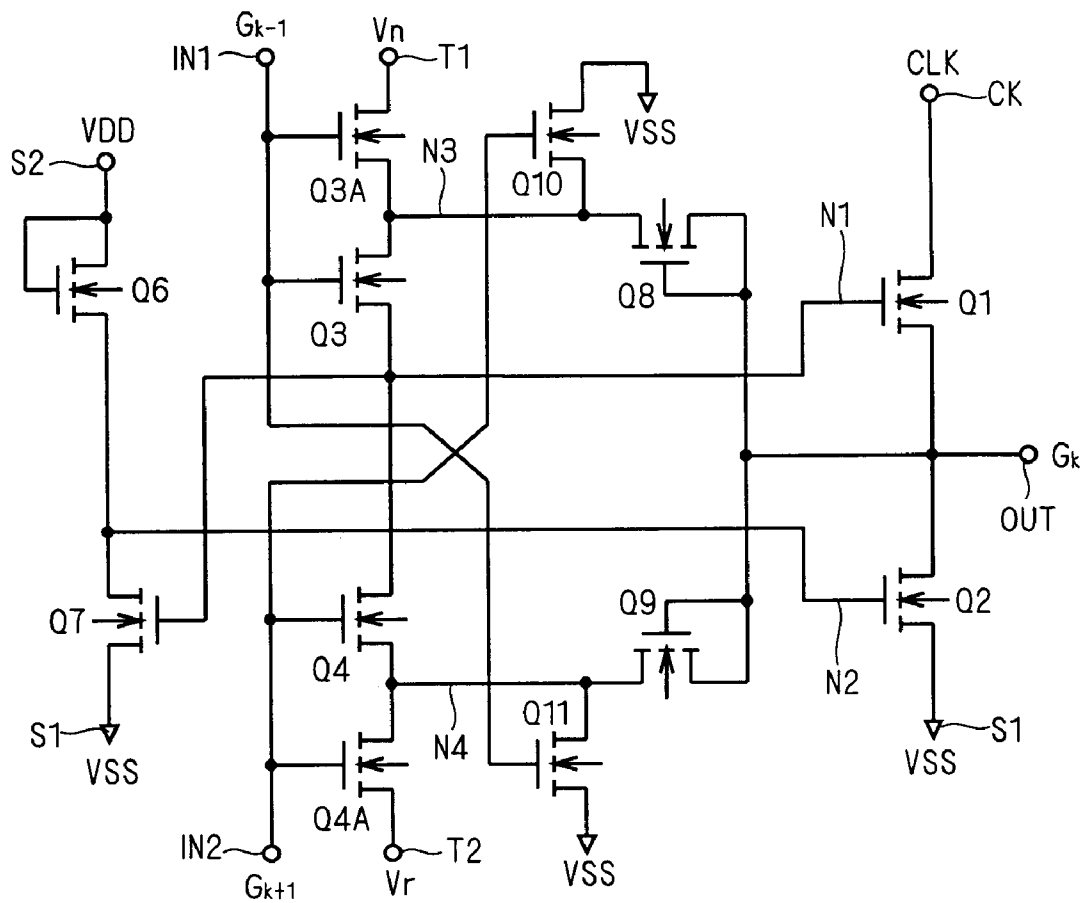 Gk-1
IN1
Vn
T1
CLK
CK
VDD
S2
VSS
N3
Q3A
Q10
N1
Q6
Q3
Q8
Q1
Gk
OUT
Q7
Q9
Q2
Q4
N2
S1
VSS
N4
Q11
S1
VSS
Q4A
IN2
T2
VSS
Gk+1
Vr